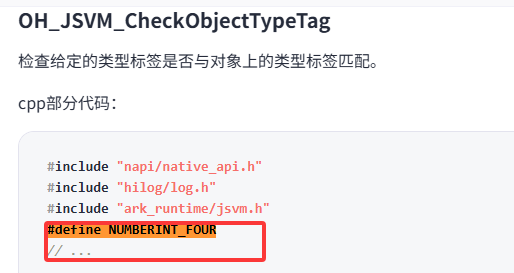 OH_JSVM_CheckObjectTypeTag
检查给定的类型标签是否与对象上的类型标签匹配。
cpp部分代码：
#include "napi/native_api.h"
#include "hilog/log.h"
#include "ark_runtime/jsvm.h"
#define NUMBERINT_FOUR
// ...